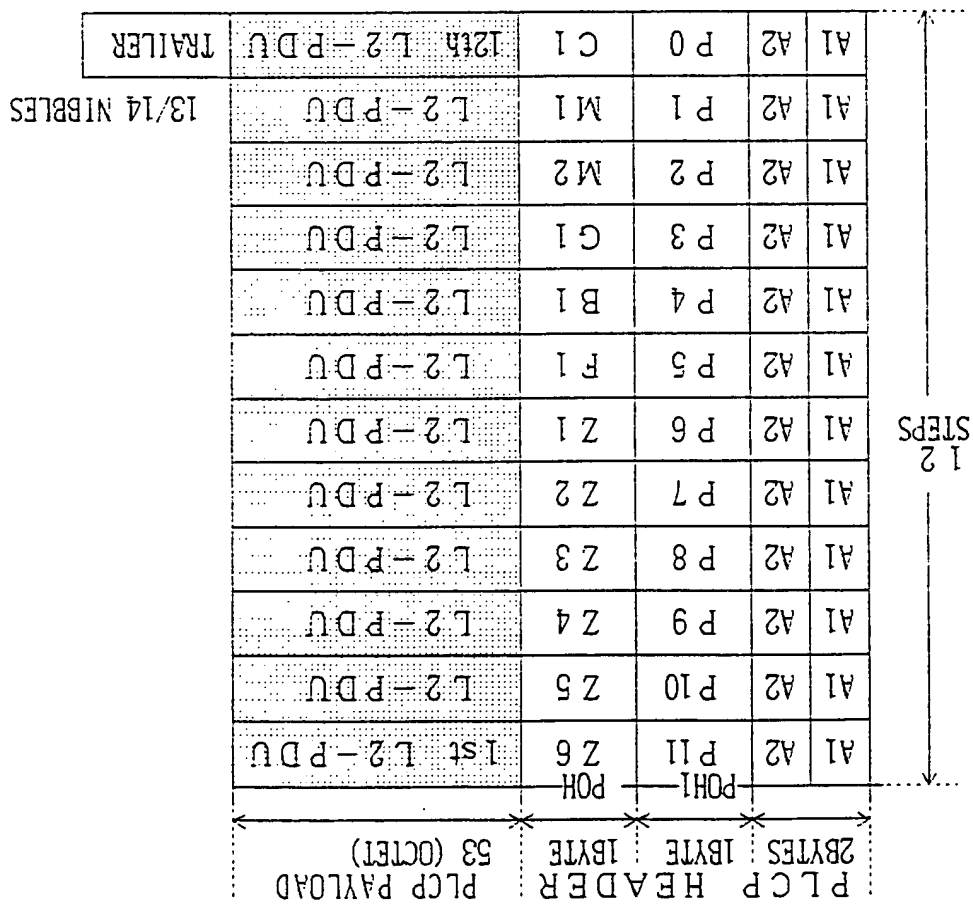 PLCP HEADER PLCP PAYLOAD
2BYTES 1BYTE 1BYTE 53 (OCTET)
POH1 POH
A1 A2 P11 Z6 1st L2-PDU
A1 A2 P10 Z5 L2-PDU
A1 A2 P9 Z4 L2-PDU
A1 A2 P8 Z3 L2-PDU
A1 A2 P7 Z2 L2-PDU
A1 A2 P6 Z1 L2-PDU
A1 A2 P5 F1 L2-PDU
A1 A2 P4 B1 L2-PDU
A1 A2 P3 G1 L2-PDU
A1 A2 P2 M2 L2-PDU
A1 A2 P1 M1 L2-PDU 13/14 NIBBLES
A1 A2 P0 C1 12th L2-PDU TRAILER
12
STEPS